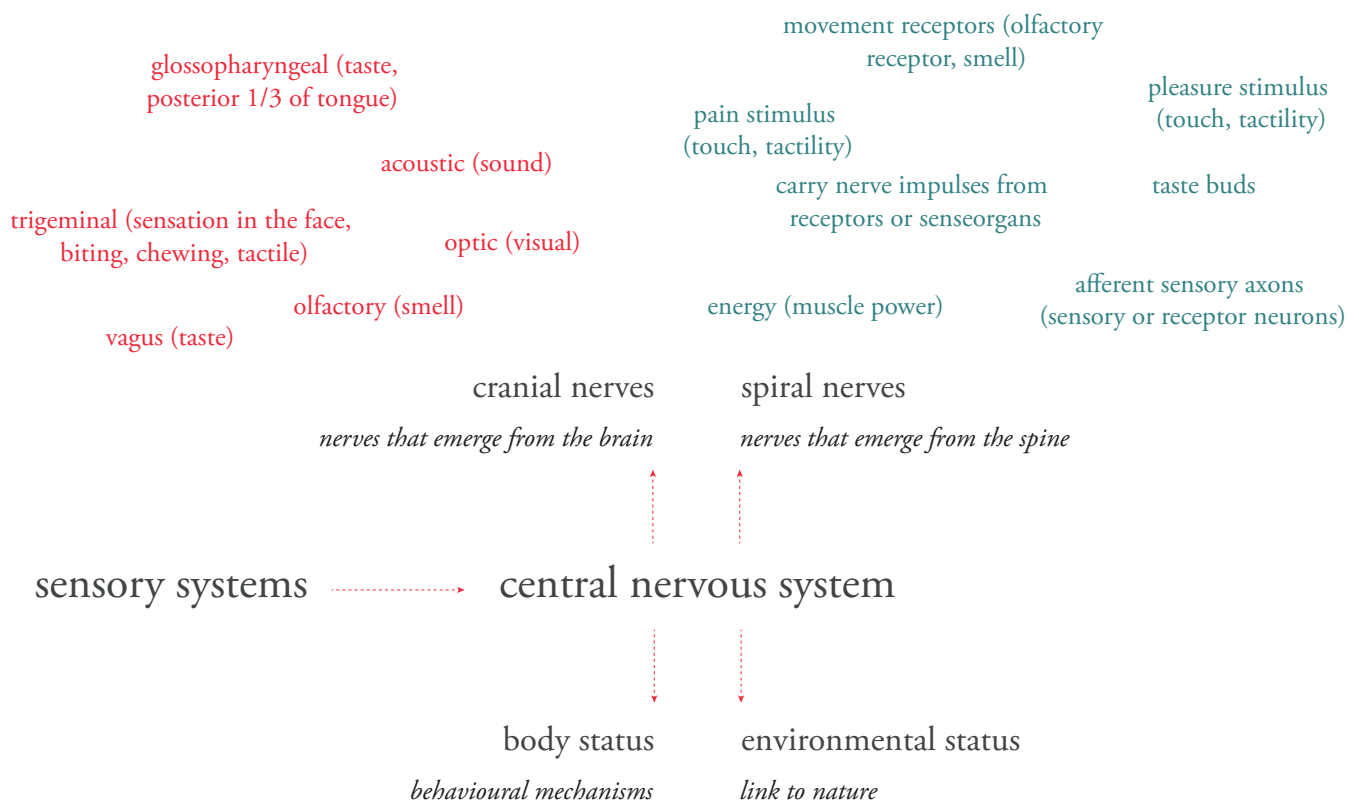 glossopharyngeal (taste,
posterior 1/3 of tongue)
acoustic (sound)
trigeminal (sensation in the face,
biting, chewing, tactile)
optic (visual)
olfactory (smell)
vagus (taste)
movement receptors (olfactory
receptor, smell)
pleasure stimulus
(touch, tactility)
pain stimulus
(touch, tactility)
carry nerve impulses from
receptors or senseorgans
taste buds
energy (muscle power)
afferent sensory axons
(sensory or receptor neurons)
cranial nerves
nerves that emerge from the brain
spiral nerves
nerves that emerge from the spine
sensory systems
central nervous system
body status
behavioural mechanisms
environmental status
link to nature